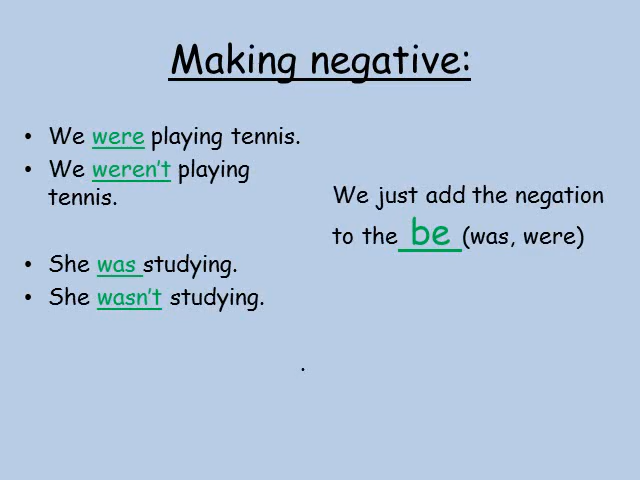 Making negative:
• We were playing tennis.
• We weren't playing
tennis.
• She was studying.
• She wasn't studying.
We just add the negation
to the be (was, were)
.